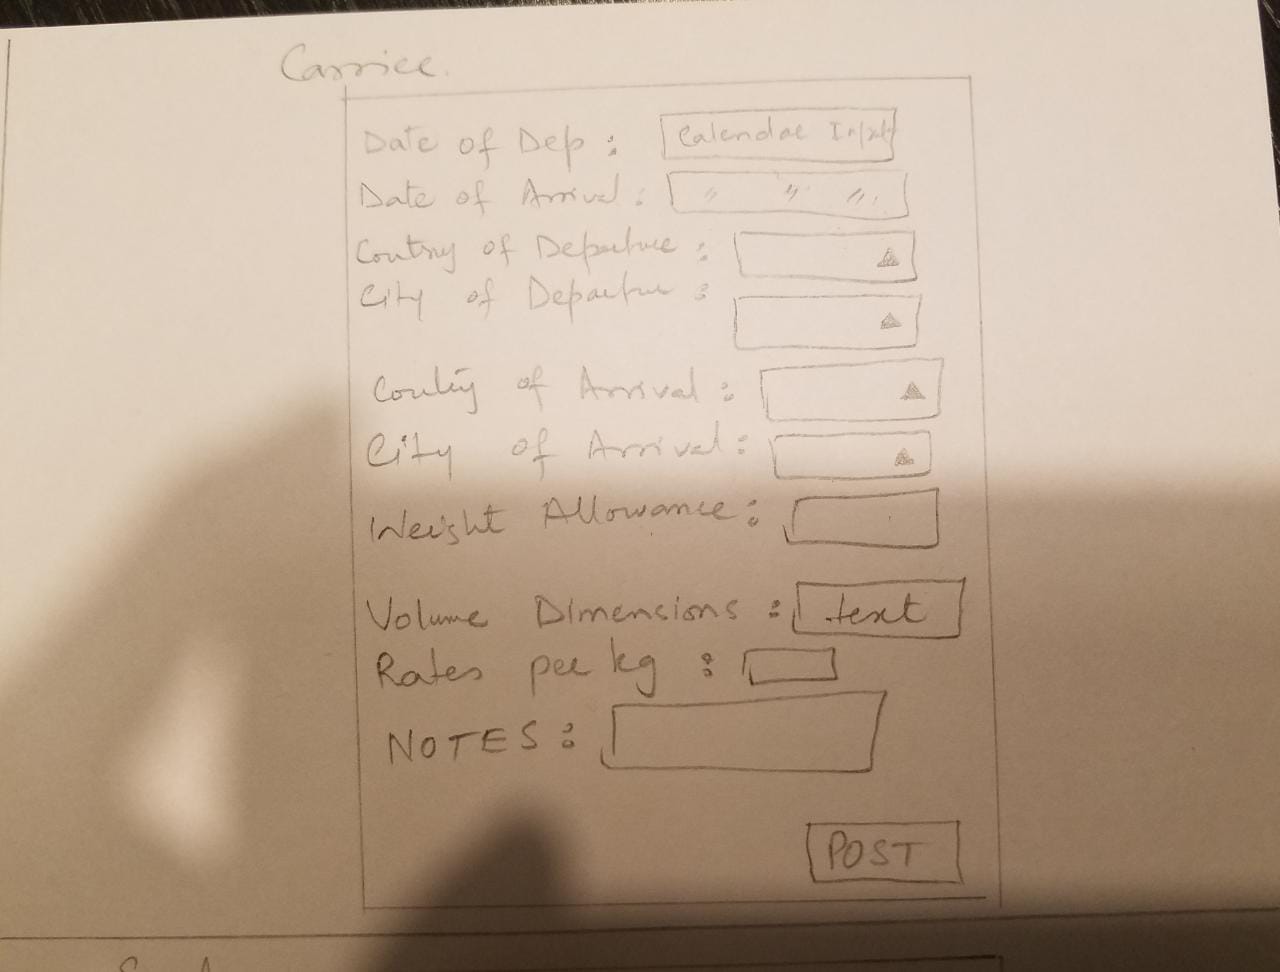 Carrier.
Date of Dep : Calendar Input
Date of Arrival : " " "
Country of Departure :
City of Departure :
Country of Arrival :
City of Arrival :
Weight Allowance :
Volume Dimensions : text
Rates per kg :
NOTES :
POST